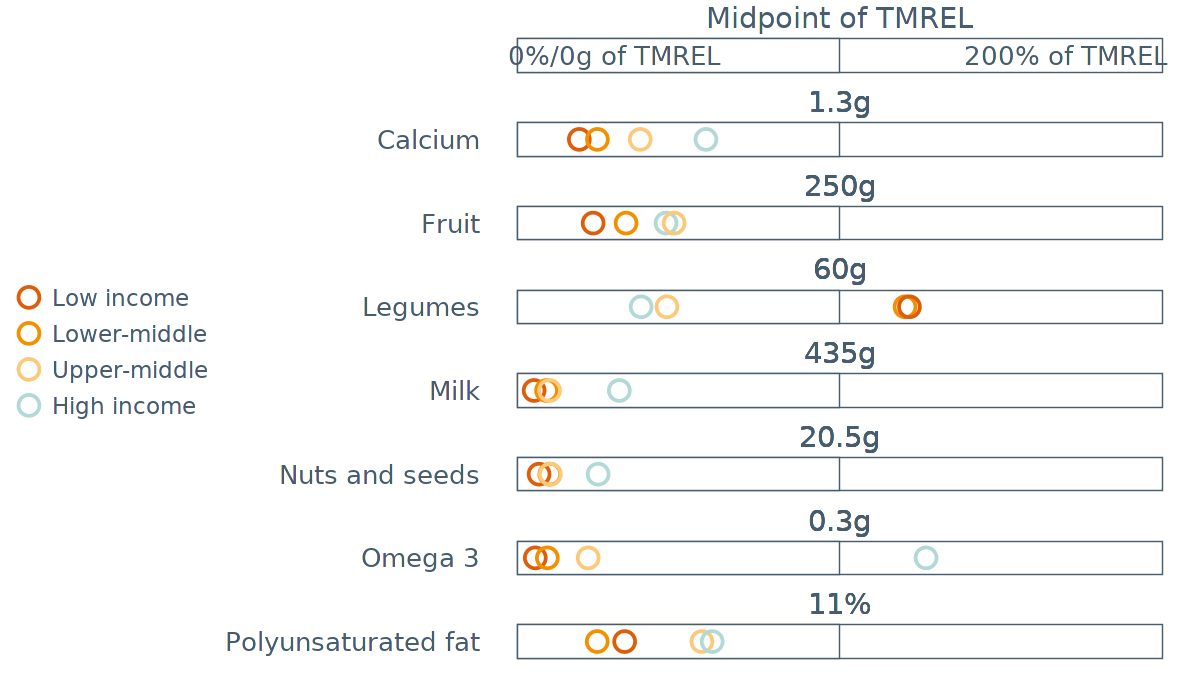 Midpoint of TMREL
0%/0g of TMREL 200% of TMREL
1.3g
Calcium
250g
Fruit
60g
Legumes
435g
Milk
20.5g
Nuts and seeds
0.3g
Omega 3
11%
Polyunsaturated fat
Low income
Lower-middle
Upper-middle
High income